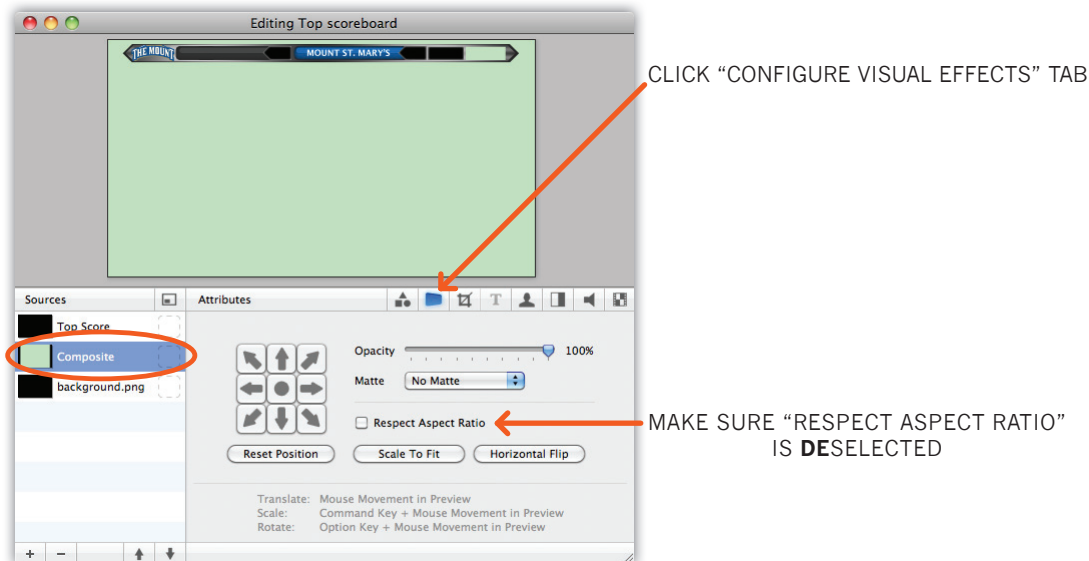 Editing Top scoreboard
THE MOUNT
MOUNT ST. MARY'S
CLICK “CONFIGURE VISUAL EFFECTS” TAB
Sources
Attributes
T
Top Score
Composite
background.png
Opacity
100%
Matte
No Matte
Respect Aspect Ratio
MAKE SURE “RESPECT ASPECT RATIO”
IS DESELECTED
Reset Position
Scale To Fit
Horizontal Flip
Translate: Mouse Movement in Preview
Scale: Command Key + Mouse Movement in Preview
Rotate: Option Key + Mouse Movement in Preview
+ −